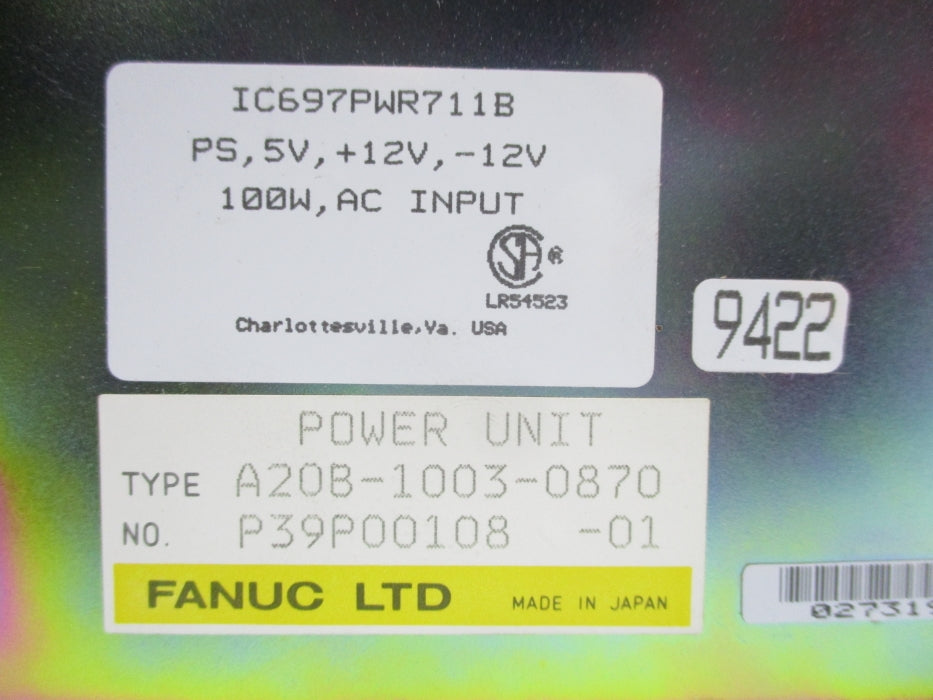 IC697PWR711B
PS,5V,+12V,-12V
100W,AC INPUT
SA ®
LR54523
Charlottesville,Va. USA
9422
POWER UNIT
TYPE A20B-1003-0870
NO. P39P00108 -01
FANUC LTD MADE IN JAPAN